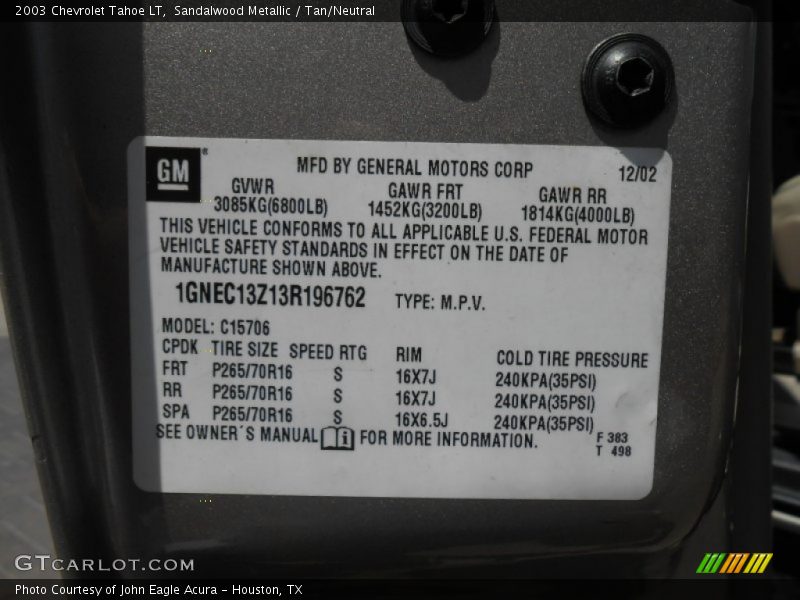 2003 Chevrolet Tahoe LT, Sandalwood Metallic / Tan/Neutral
GM ®
MFD BY GENERAL MOTORS CORP 12/02
GVWR GAWR FRT GAWR RR
3085KG(6800LB) 1452KG(3200LB) 1814KG(4000LB)
THIS VEHICLE CONFORMS TO ALL APPLICABLE U.S. FEDERAL MOTOR
VEHICLE SAFETY STANDARDS IN EFFECT ON THE DATE OF
MANUFACTURE SHOWN ABOVE.
1GNEC13Z13R196762 TYPE: M.P.V.
MODEL: C15706
CPDK TIRE SIZE SPEED RTG RIM COLD TIRE PRESSURE
FRT P265/70R16 S 16X7J 240KPA(35PSI)
RR P265/70R16 S 16X7J 240KPA(35PSI)
SPA P265/70R16 S 16X6.5J 240KPA(35PSI)
SEE OWNER´S MANUAL i FOR MORE INFORMATION.
F 383
T 498
GTCARLOT.COM
Photo Courtesy of John Eagle Acura - Houston, TX